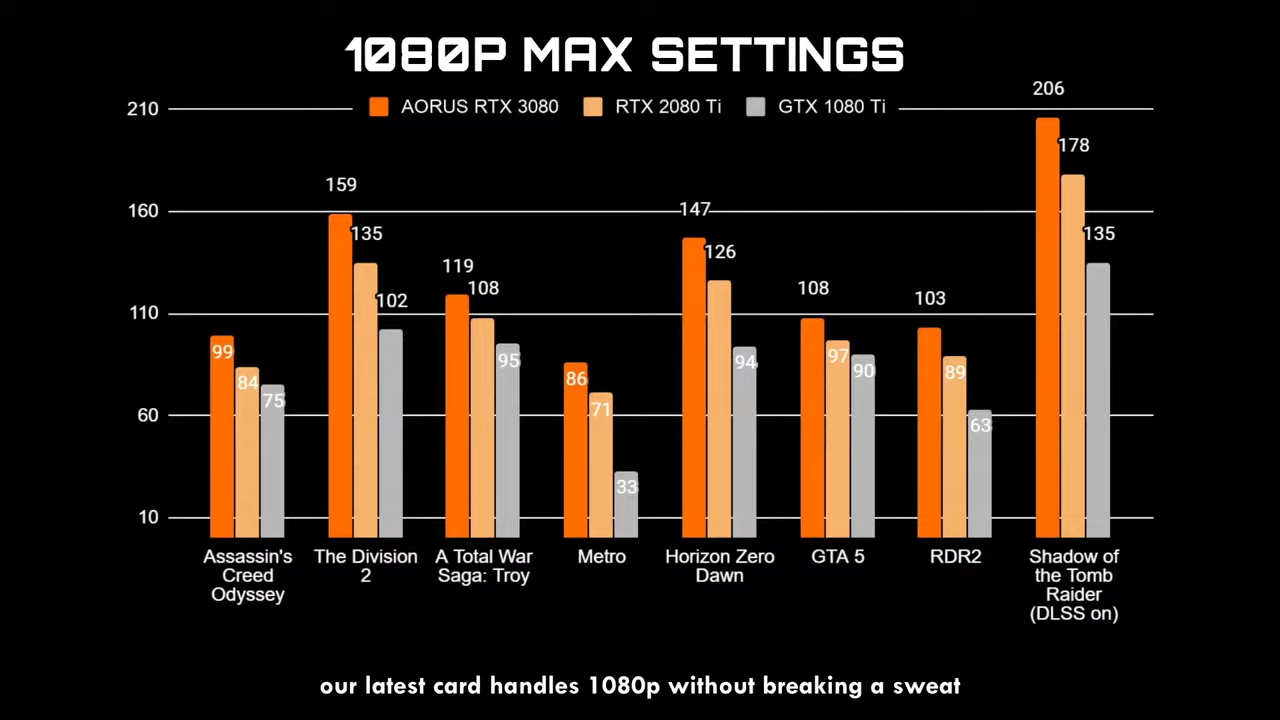 1080P MAX SETTINGS
AORUS RTX 3080 RTX 2080 Ti GTX 1080 Ti
210
160
110
60
10
99 84 75
159 135 102
119 108 95
86 71 33
147 126 94
108 97 90
103 89 63
206 178 135
Assassin's
Creed
Odyssey
The Division
2
A Total War
Saga: Troy
Metro
Horizon Zero
Dawn
GTA 5
RDR2
Shadow of
the Tomb
Raider
(DLSS on)
our latest card handles 1080p without breaking a sweat